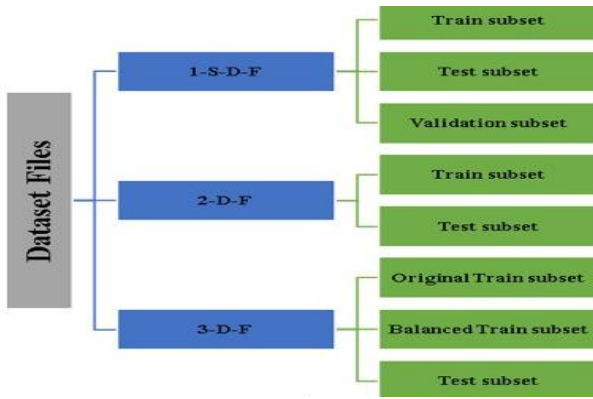 Dataset Files
1-S-D-F
Train subset
Test subset
Validation subset
2-D-F
Train subset
Test subset
3-D-F
Original Train subset
Balanced Train subset
Test subset